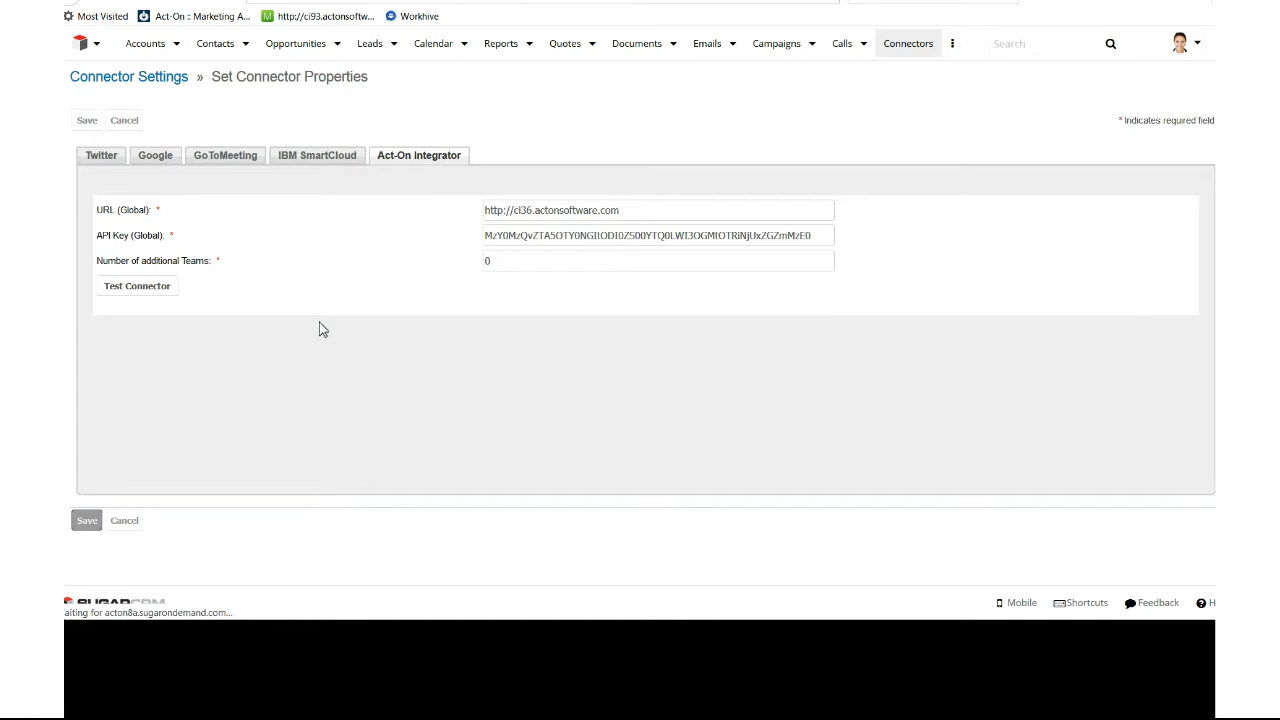 Most Visited Act-On :: Marketing A... http://ci93.actonsoftw... Workhive
Accounts Contacts Opportunities Leads Calendar Reports Quotes Documents Emails Campaigns Calls Connectors Search
Connector Settings » Set Connector Properties
Save Cancel * Indicates required field
Twitter Google GoToMeeting IBM SmartCloud Act-On Integrator
URL (Global): * http://ci36.actonsoftware.com
API Key (Global): *
Number of additional Teams: * 0
Test Connector
Save Cancel
SUGARCRM Mobile Shortcuts Feedback H
aiting for acton8a.sugarondemand.com...